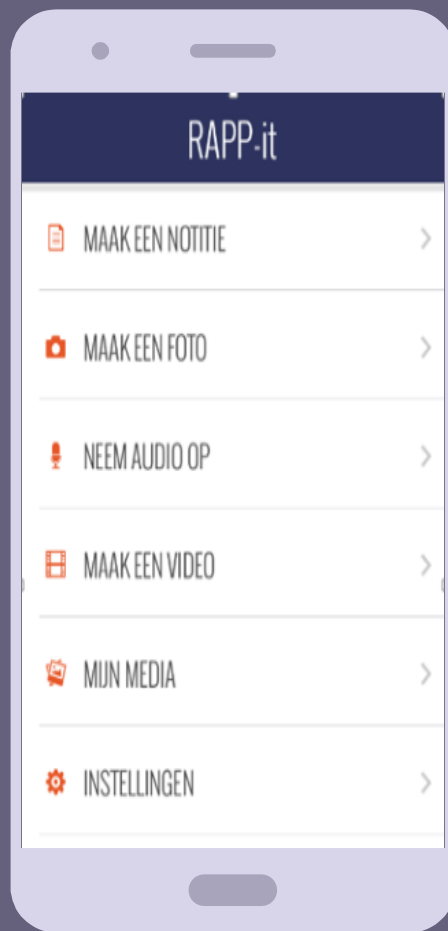 RAPP-it
MAAK EEN NOTITIE
MAAK EEN FOTO
NEEM AUDIO OP
MAAK EEN VIDEO
MIJN MEDIA
INSTELLINGEN